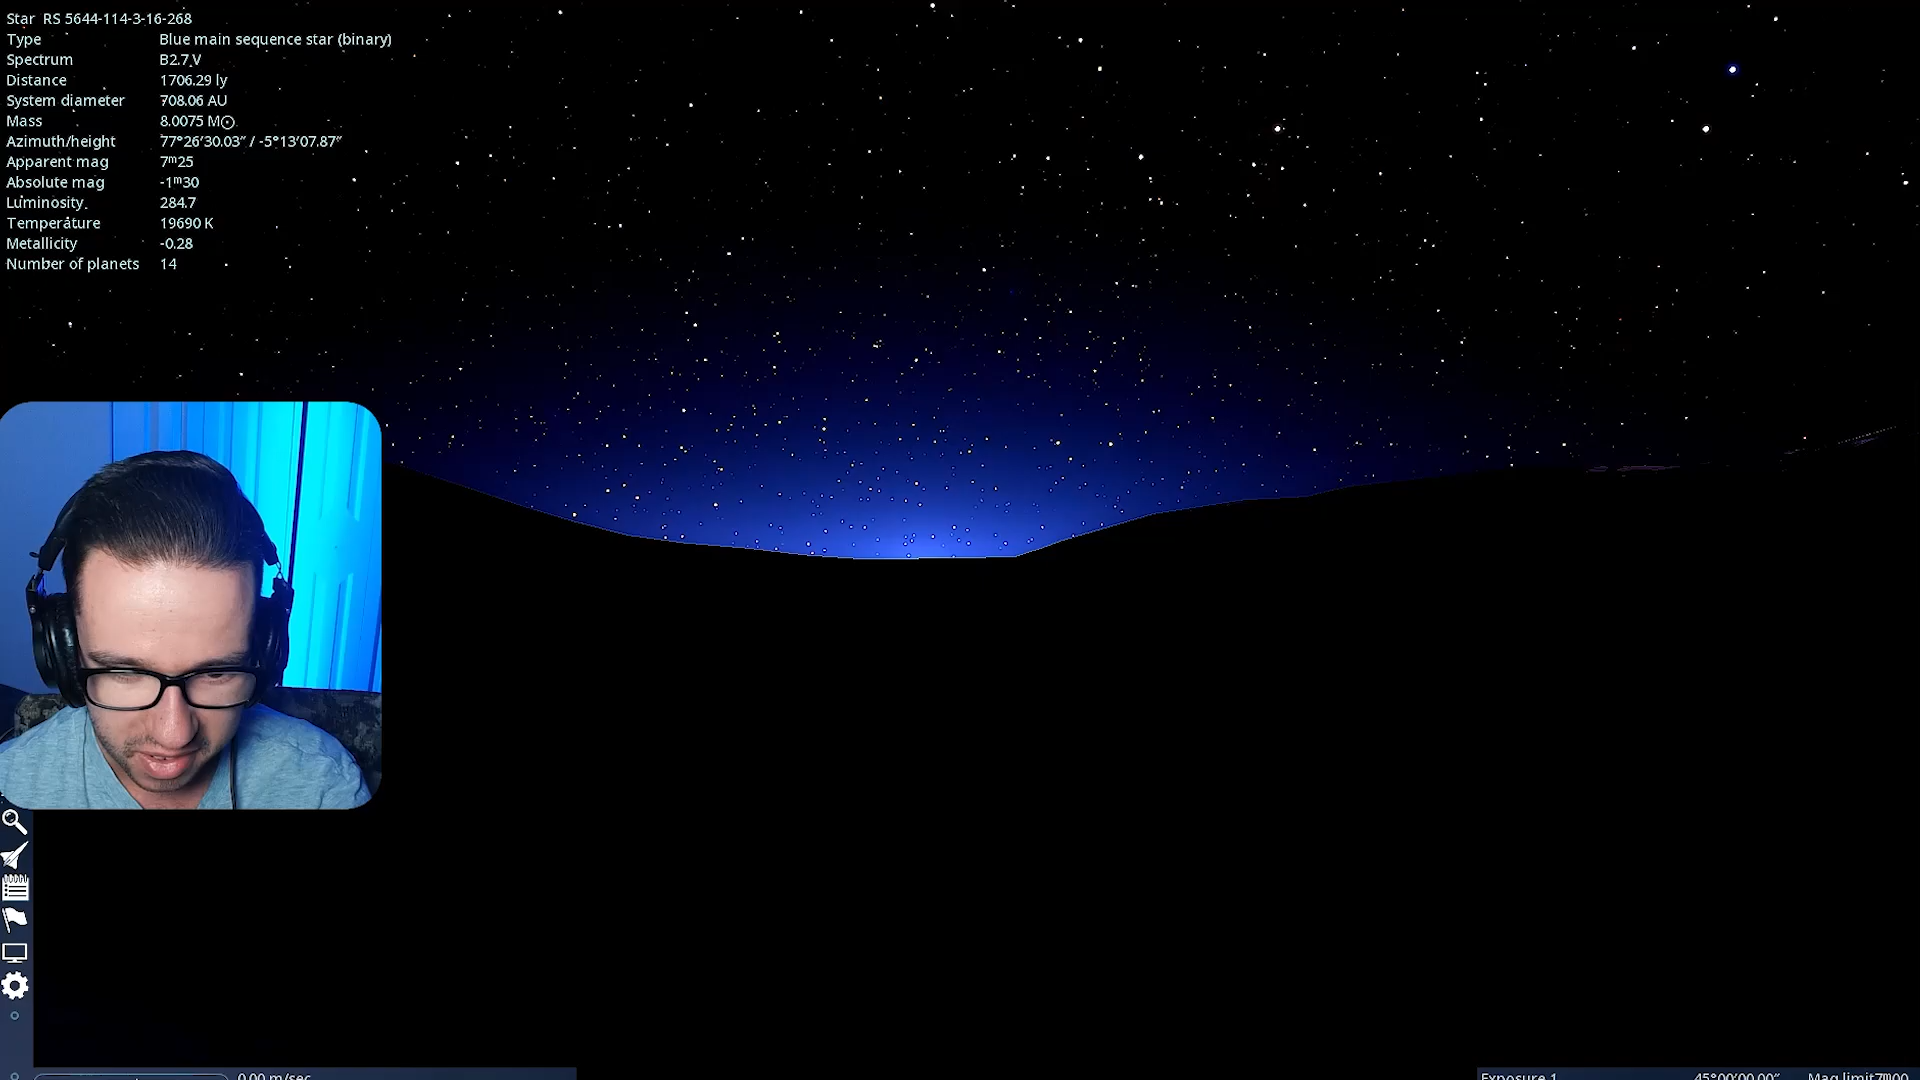 Star RS 5644-114-3-16-268
Type Blue main sequence star (binary)
Spectrum B2.7 V
Distance 1706.29 ly
System diameter 708.06 AU
Mass 8.0075 M☉
Azimuth/height 77°26′30.03″ / -5°13′07.87″
Apparent mag 7ᵐ25
Absolute mag -1ᵐ30
Luminosity 284.7
Temperature 19690 K
Metallicity -0.28
Number of planets 14
0.00 m/sec
Exposure 1 45°00′00.00″ Mag limit 7ᵐ00